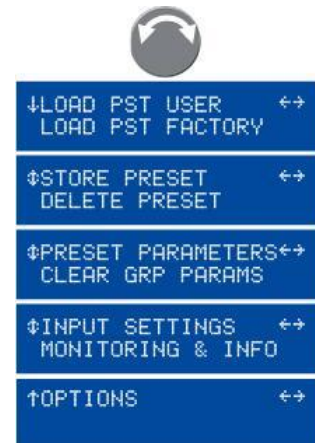 ↓LOAD PST USER ↔
LOAD PST FACTORY
⇕STORE PRESET ↔
DELETE PRESET
⇕PRESET PARAMETERS↔
CLEAR GRP PARAMS
⇕INPUT SETTINGS ↔
MONITORING & INFO
↑OPTIONS ↔